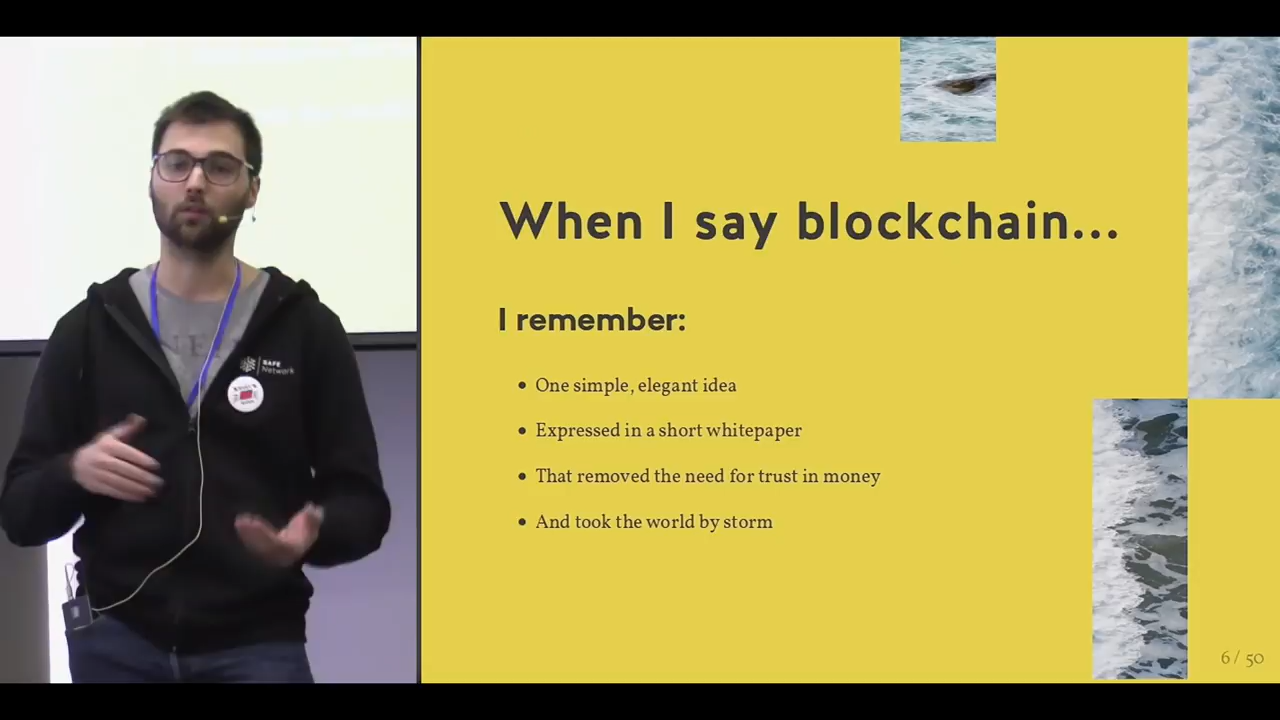 When I say blockchain...
I remember:
One simple, elegant idea
Expressed in a short whitepaper
That removed the need for trust in money
And took the world by storm
6 / 50
SAFE
Network